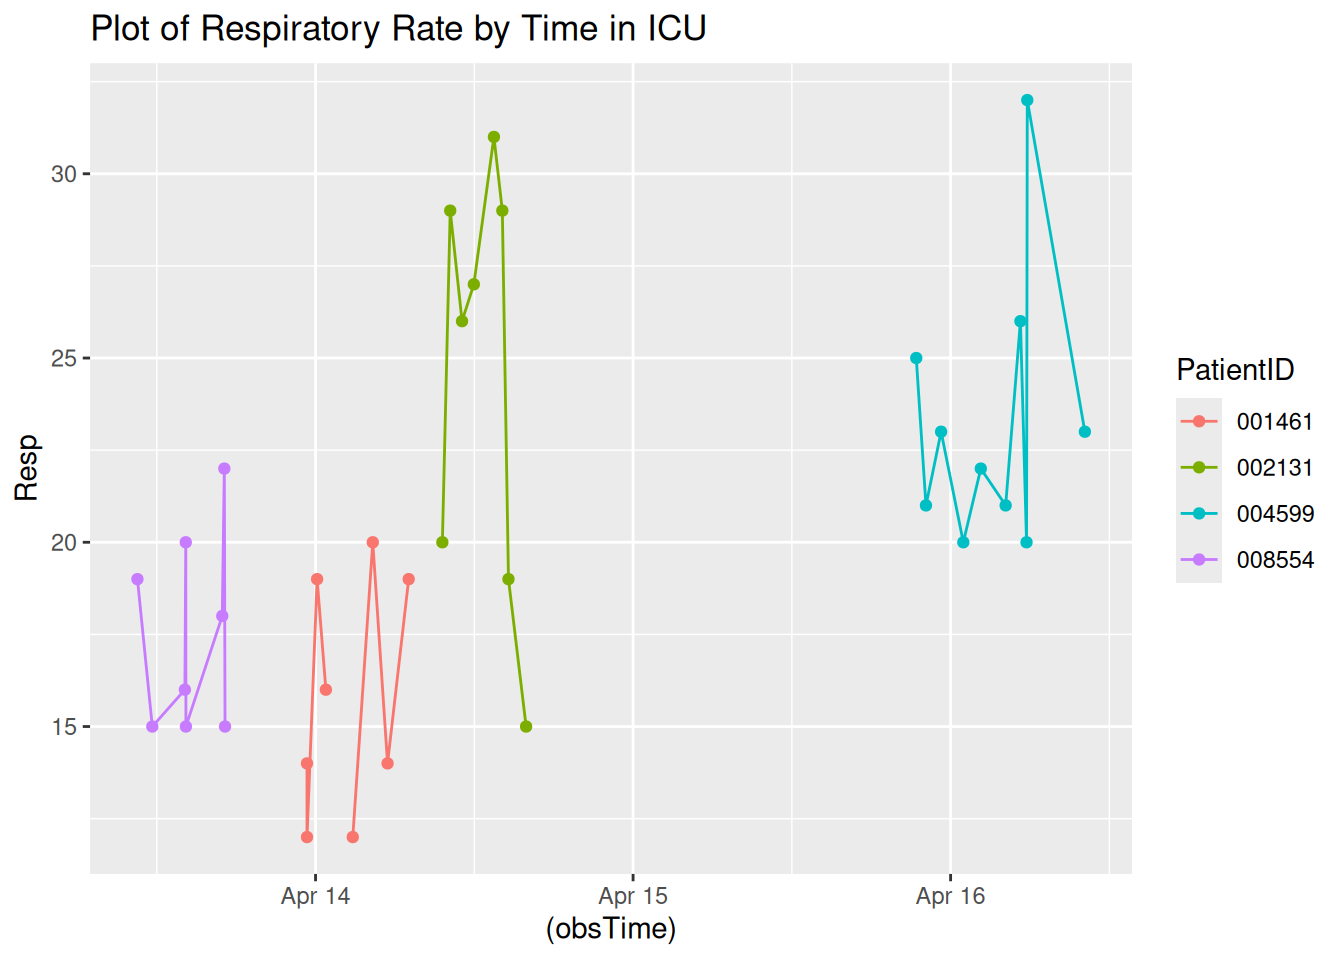 Plot of Respiratory Rate by Time in ICU
30
25
20
15
Resp
Apr 14
Apr 15
Apr 16
(obsTime)
PatientID
001461
002131
004599
008554